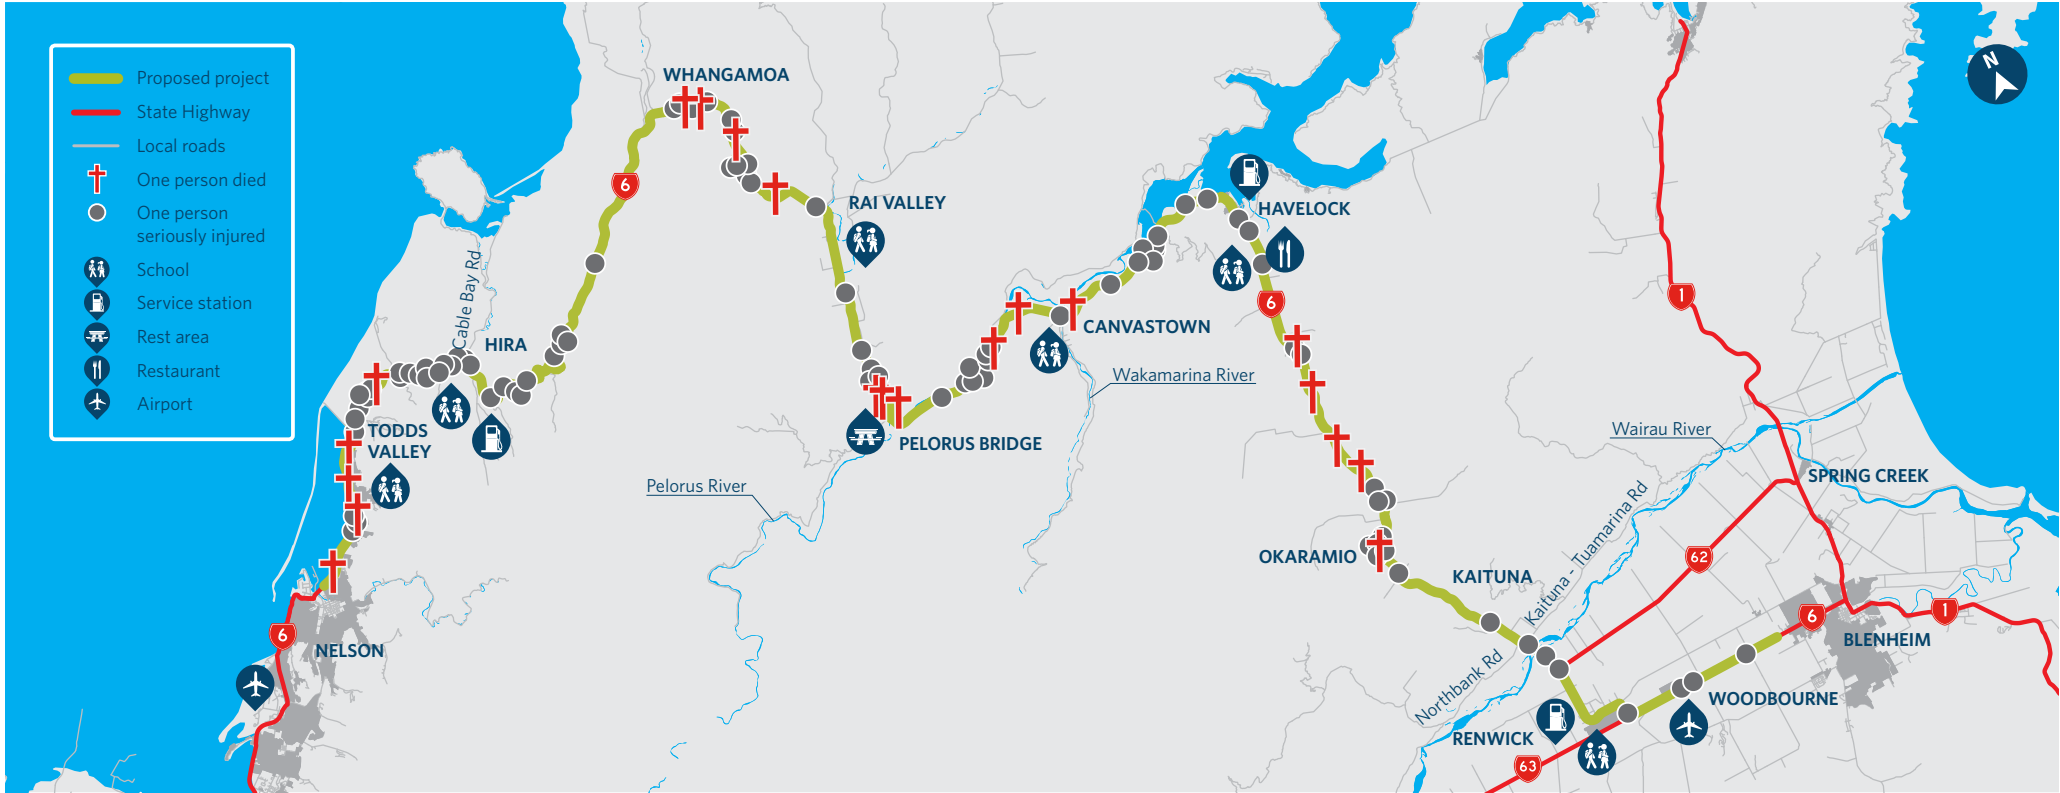 Proposed project
State Highway
Local roads
One person died
One person
seriously injured
School
Service station
Rest area
Restaurant
Airport
N
WHANGAMOA
6
RAI VALLEY
HAVELOCK
Cable Bay Rd
HIRA
6
1
CANVASTOWN
Wakamarina River
TODDS
VALLEY
PELORUS BRIDGE
Wairau River
SPRING CREEK
Pelorus River
Kaituna - Tuamarina Rd
OKARAMIO
62
KAITUNA
6
1
6
NELSON
BLENHEIM
Northbank Rd
WOODBOURNE
RENWICK
63